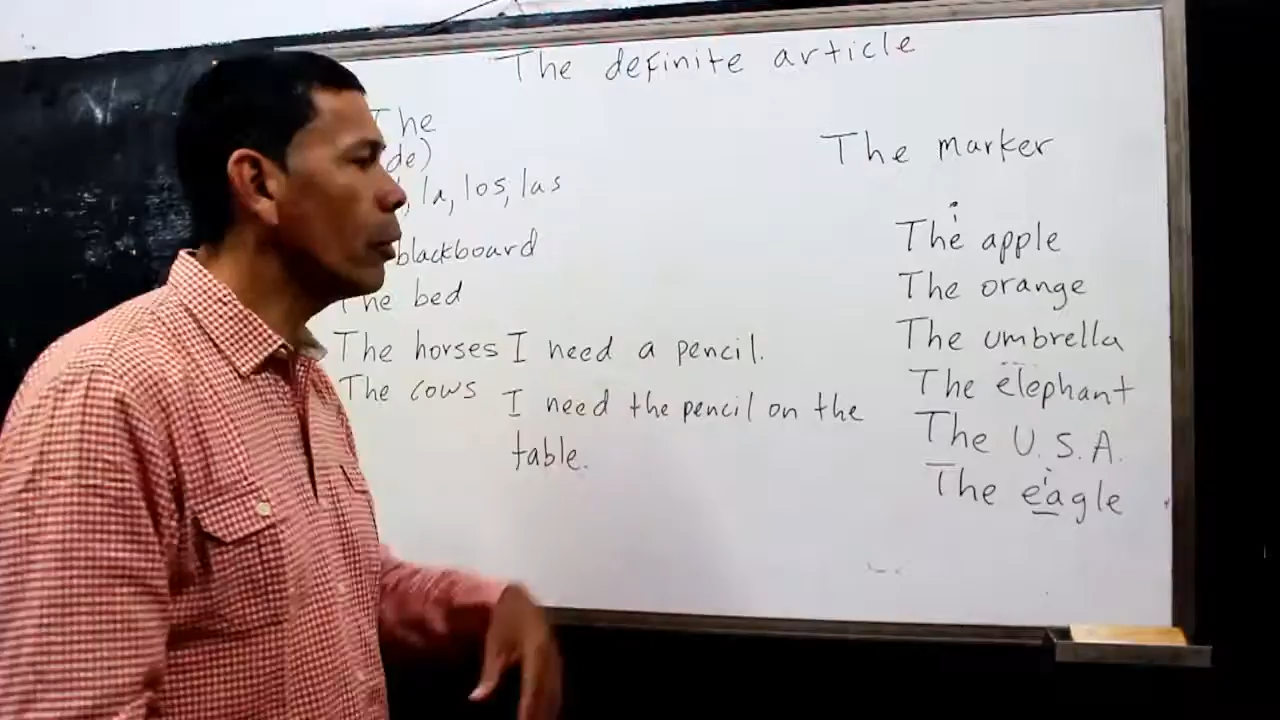 The definite article
The
de)
la, los, las
blackboard
The bed
The horses
The cows
I need a pencil.
I need the pencil on the
table.
The marker
i
The apple
The orange
The umbrella
The elephant
The U.S.A.
i
The eagle